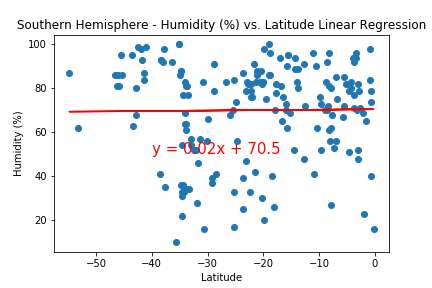 Southern Hemisphere - Humidity (%) vs. Latitude Linear Regression
100
80
60
40
20
Humidity (%)
y = 0.02x + 70.5
−50
−40
−30
−20
−10
0
Latitude